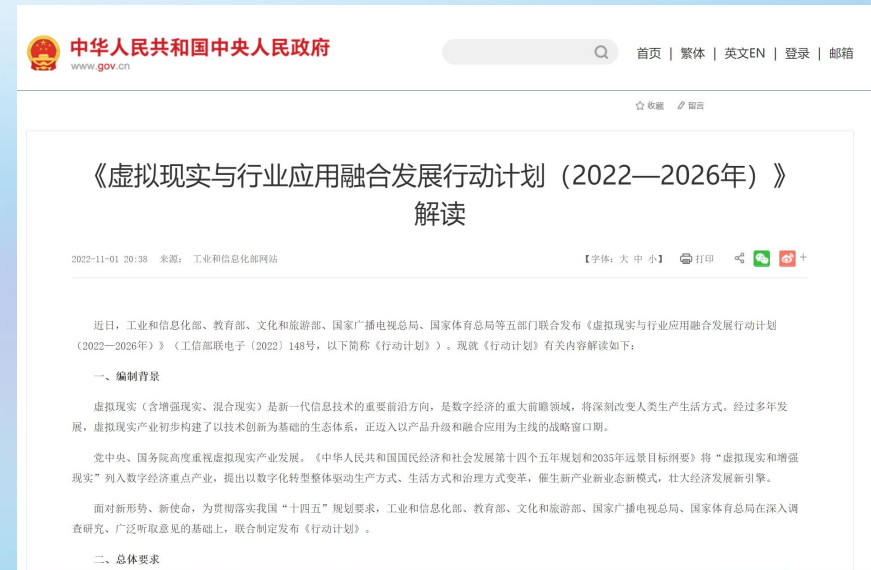 中华人民共和国中央人民政府
www.gov.cn
首页 | 繁体 | 英文EN | 登录 | 邮箱
收藏 留言
《虚拟现实与行业应用融合发展行动计划（2022—2026年）》
解读
2022-11-01 20:38 来源： 工业和信息化部网站 【字体：大 中 小】 打印 +
近日，工业和信息化部、教育部、文化和旅游部、国家广播电视总局、国家体育总局等五部门联合发布《虚拟现实与行业应用融合发展行动计划
（2022—2026年）》（工信部联电子〔2022〕148号，以下简称《行动计划》）。现就《行动计划》有关内容解读如下：
一、编制背景
虚拟现实（含增强现实、混合现实）是新一代信息技术的重要前沿方向，是数字经济的重大前瞻领域，将深刻改变人类生产生活方式。经过多年发
展，虚拟现实产业初步构建了以技术创新为基础的生态体系，正迈入以产品升级和融合应用为主线的战略窗口期。
党中央、国务院高度重视虚拟现实产业发展。《中华人民共和国国民经济和社会发展第十四个五年规划和2035年远景目标纲要》将“虚拟现实和增强
现实”列入数字经济重点产业，提出以数字化转型整体驱动生产方式、生活方式和治理方式变革，催生新产业新业态新模式，壮大经济发展新引擎。
面对新形势、新使命，为贯彻落实我国“十四五”规划要求，工业和信息化部、教育部、文化和旅游部、国家广播电视总局、国家体育总局在深入调
查研究、广泛听取意见的基础上，联合制定发布《行动计划》。
二、总体要求